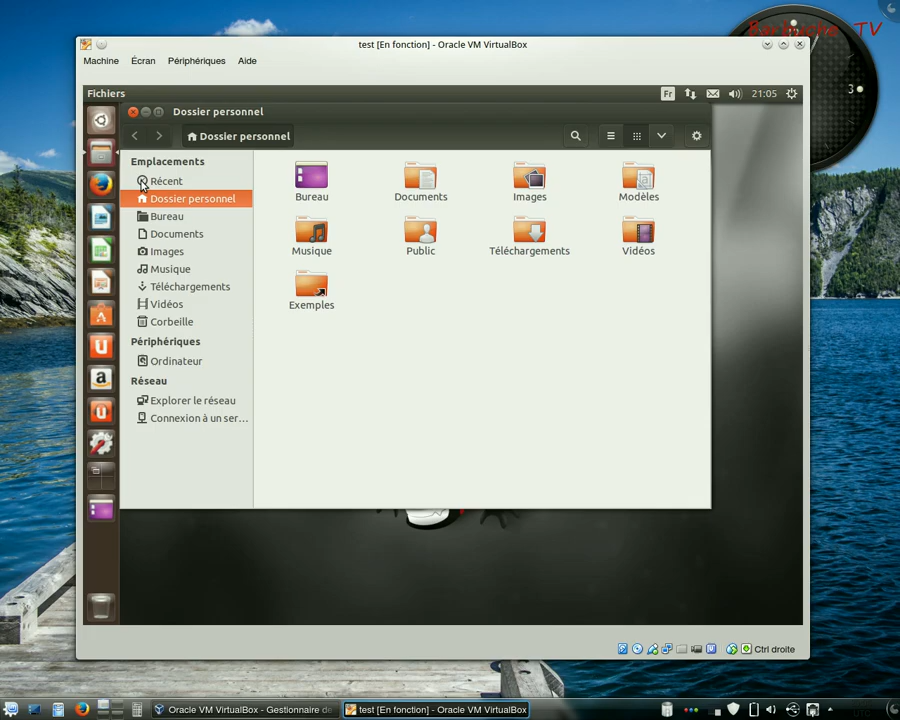 BarbucheTV
test [En fonction] - Oracle VM VirtualBox
Machine Écran Périphériques Aide
Fichiers Fr 21:05
Dossier personnel
Dossier personnel
Emplacements
Récent
Dossier personnel
Bureau
Documents
Images
Musique
Téléchargements
Vidéos
Corbeille
Périphériques
Ordinateur
Réseau
Explorer le réseau
Connexion à un ser...
Bureau Documents Images Modèles
Musique Public Téléchargements Vidéos
Exemples
3
Ctrl droite
Oracle VM VirtualBox - Gestionnaire de
test [En fonction] - Oracle VM VirtualBox